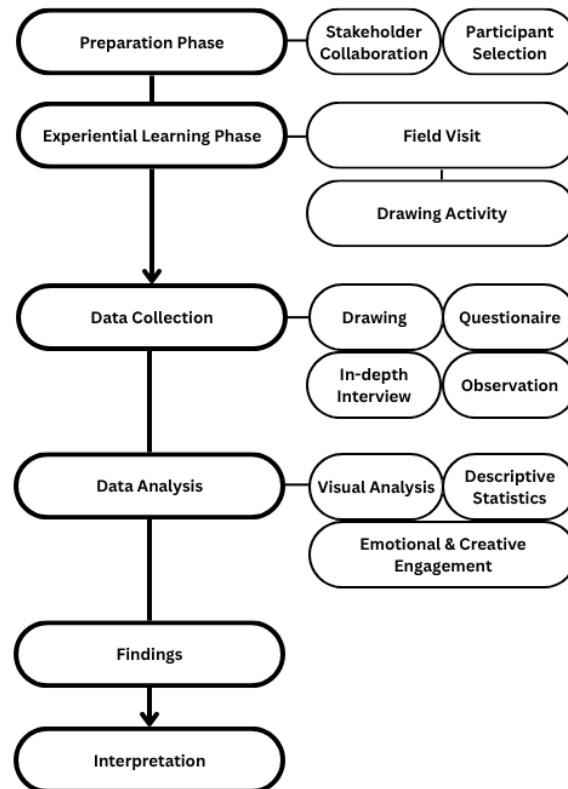 Preparation Phase
Stakeholder
Collaboration
Participant
Selection
Experiential Learning Phase
Field Visit
Drawing Activity
Data Collection
Drawing
Questionaire
In-depth
Interview
Observation
Data Analysis
Visual Analysis
Descriptive
Statistics
Emotional & Creative
Engagement
Findings
Interpretation